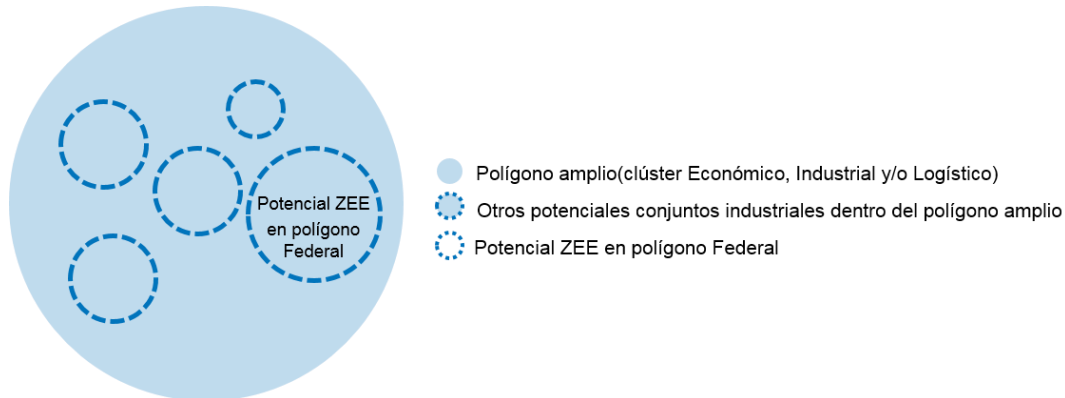 Potencial ZEE
en polígono
Federal
Polígono amplio(clúster Económico, Industrial y/o Logístico)
Otros potenciales conjuntos industriales dentro del polígono amplio
Potencial ZEE en polígono Federal